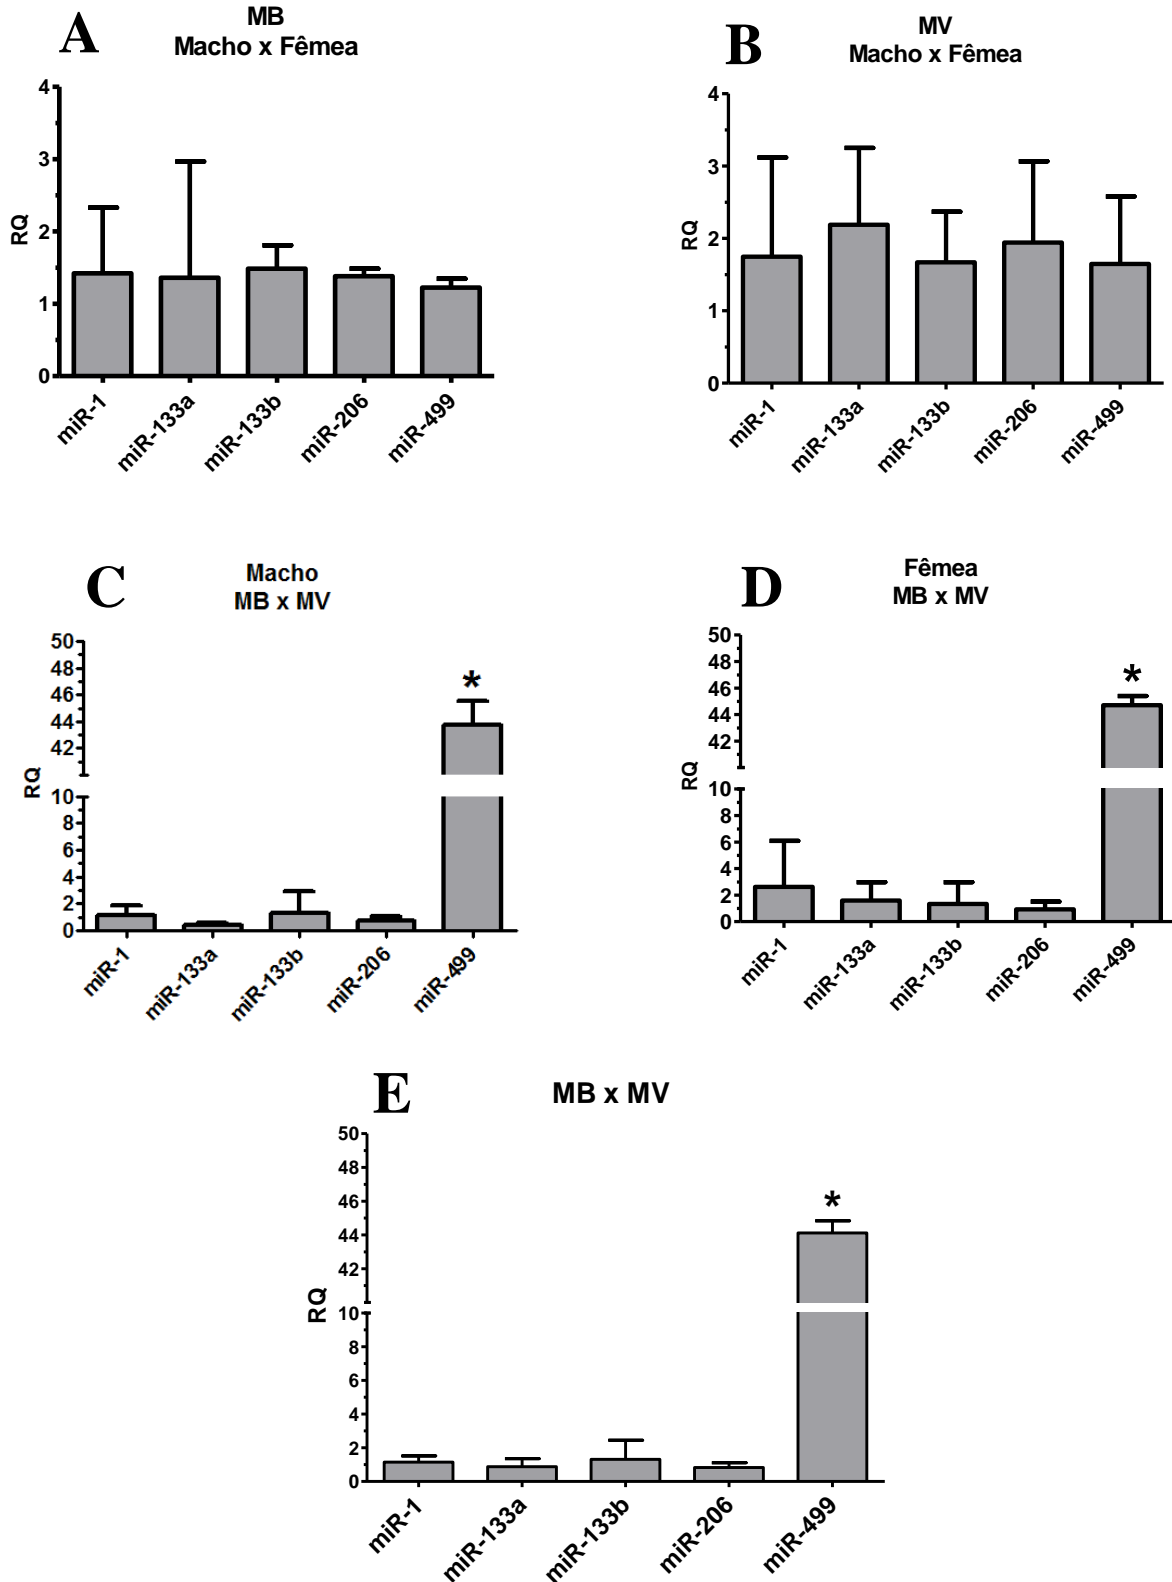 A
MB
Macho x Fêmea
4
3
2
1
0
RQ
miR-1
miR-133a
miR-133b
miR-206
miR-499
B
MV
Macho x Fêmea
4
3
2
1
0
RQ
miR-1
miR-133a
miR-133b
miR-206
miR-499
C
Macho
MB x MV
50
48
46
44
42
10
8
6
4
2
0
RQ
*
miR-1
miR-133a
miR-133b
miR-206
miR-499
D
Fêmea
MB x MV
50
48
46
44
42
10
8
6
4
2
0
RQ
*
miR-1
miR-133a
miR-133b
miR-206
miR-499
E
MB x MV
50
48
46
44
42
10
8
6
4
2
0
RQ
*
miR-1
miR-133a
miR-133b
miR-206
miR-499